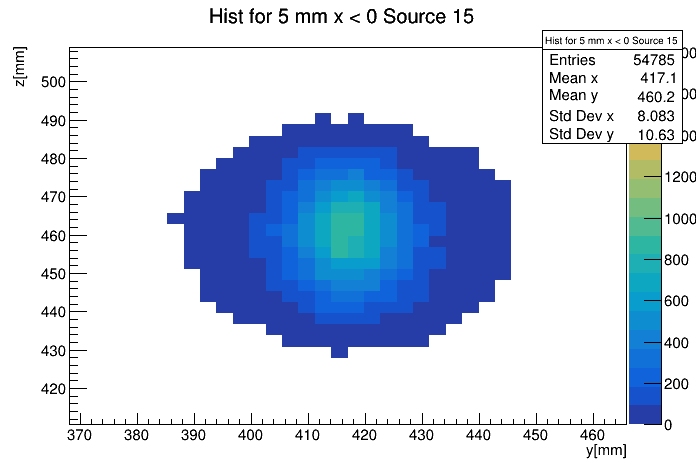 Hist for 5 mm x < 0 Source 15
Hist for 5 mm x < 0 Source 15
Entries 54785
Mean x 417.1
Mean y 460.2
Std Dev x 8.083
Std Dev y 10.63
z[mm]
500
490
480
470
460
450
440
430
420
1200
1000
800
600
400
200
0
370 380 390 400 410 420 430 440 450 460
y[mm]